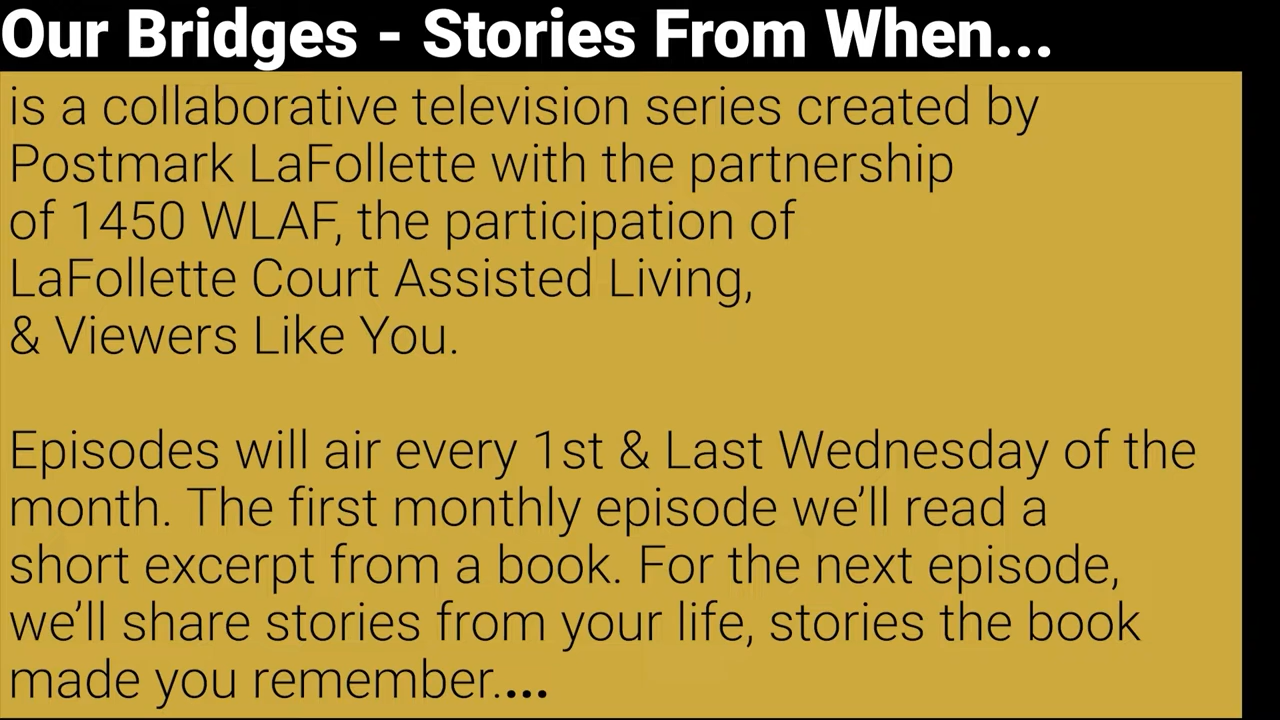 Our Bridges - Stories From When...
is a collaborative television series created by
Postmark LaFollette with the partnership
of 1450 WLAF, the participation of
LaFollette Court Assisted Living,
& Viewers Like You.
Episodes will air every 1st & Last Wednesday of the
month. The first monthly episode we’ll read a
short excerpt from a book. For the next episode,
we’ll share stories from your life, stories the book
made you remember....